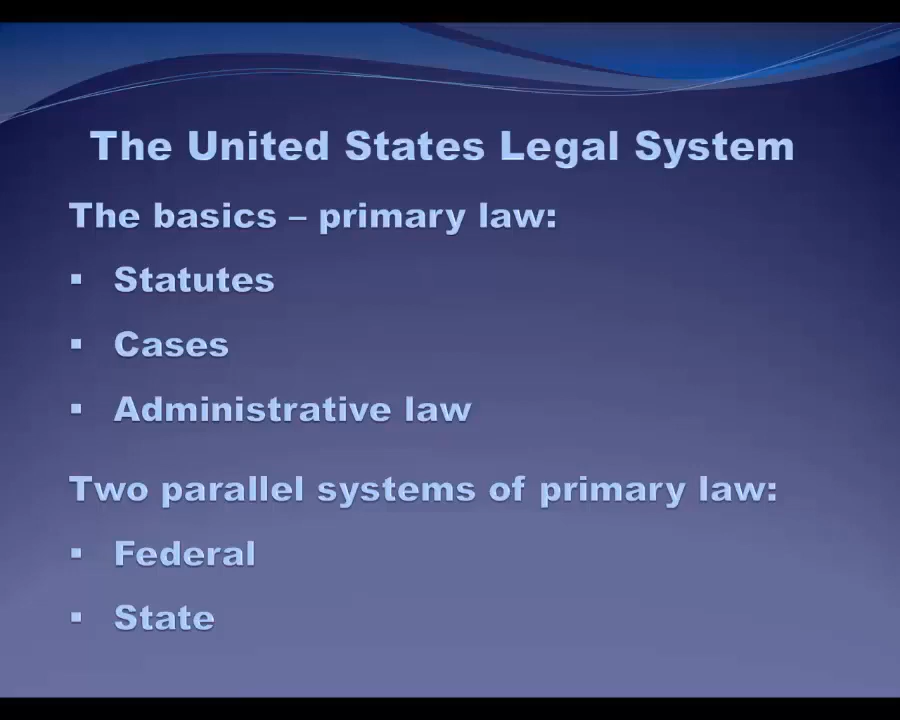 The United States Legal System
The basics – primary law:
▪ Statutes
▪ Cases
▪ Administrative law
Two parallel systems of primary law:
▪ Federal
▪ State